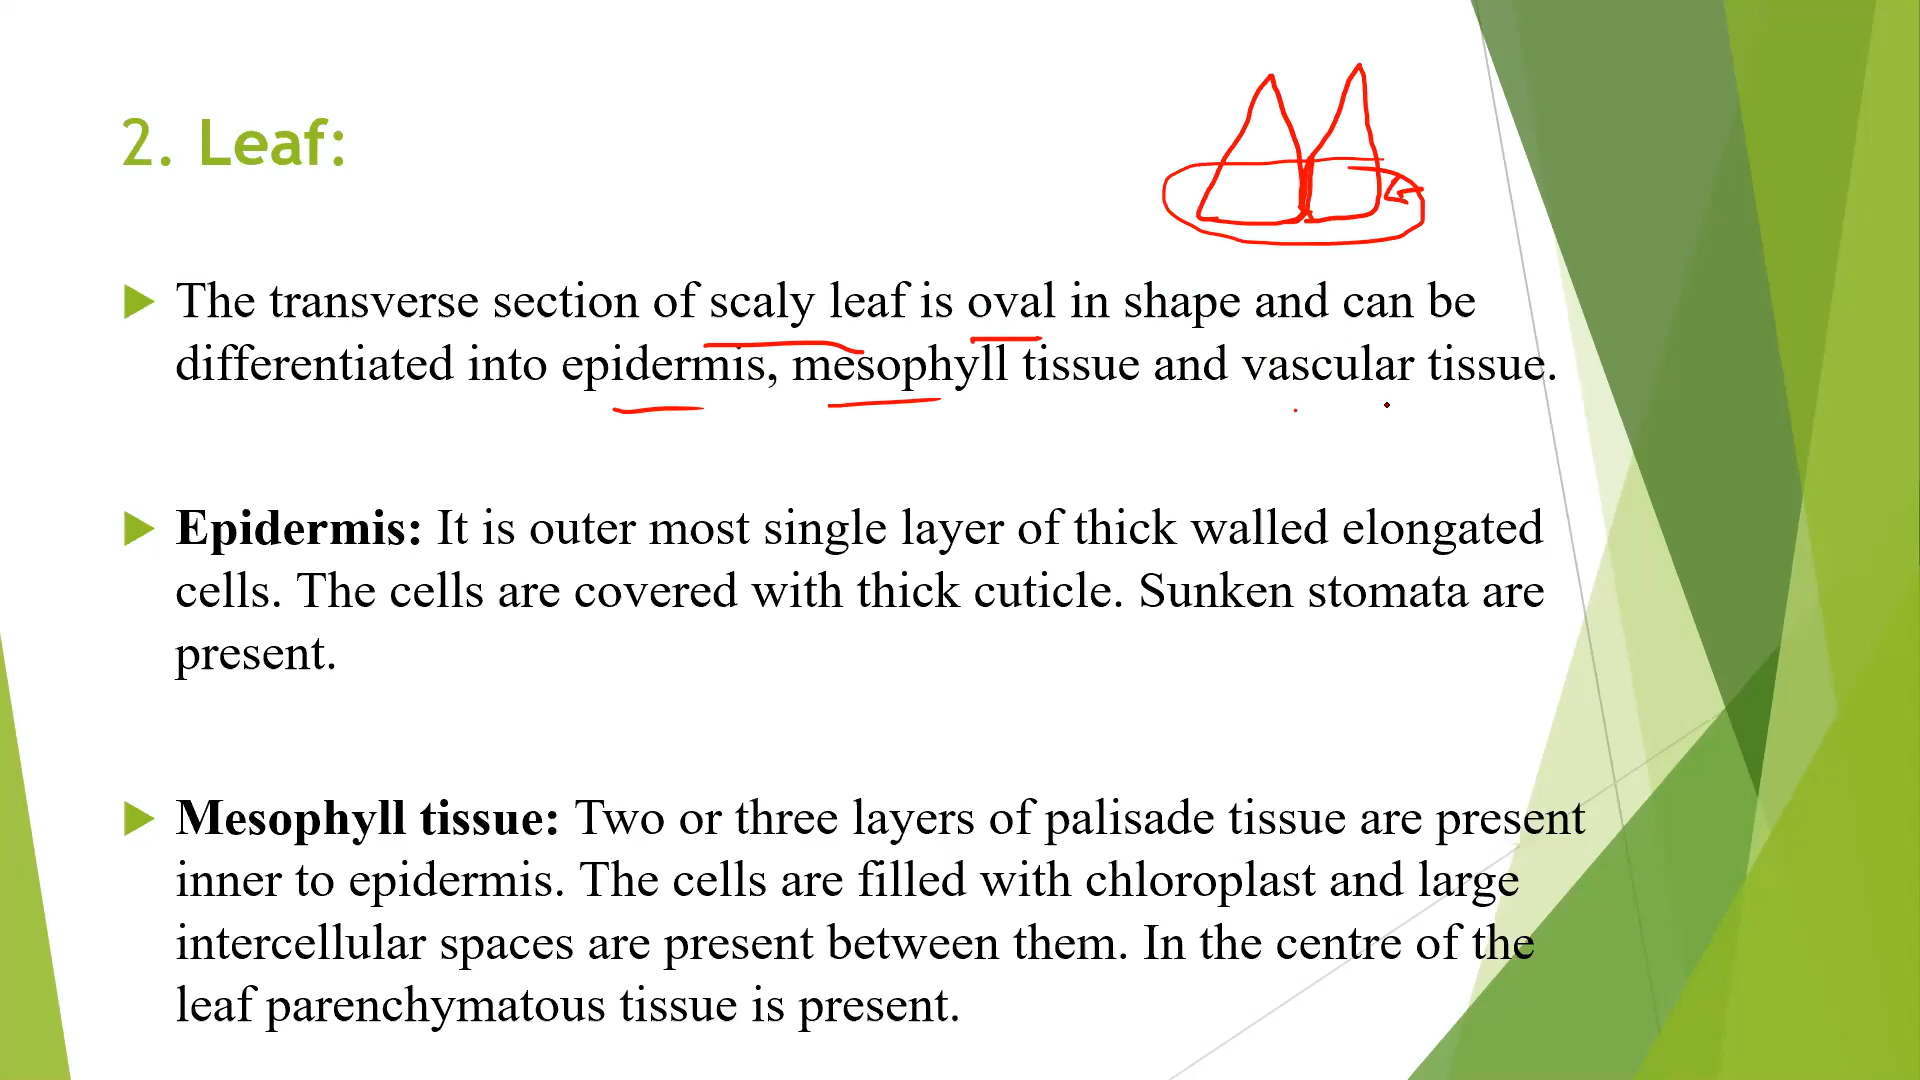 2. Leaf:
The transverse section of scaly leaf is oval in shape and can be
differentiated into epidermis, mesophyll tissue and vascular tissue.
Epidermis: It is outer most single layer of thick walled elongated
cells. The cells are covered with thick cuticle. Sunken stomata are
present.
Mesophyll tissue: Two or three layers of palisade tissue are present
inner to epidermis. The cells are filled with chloroplast and large
intercellular spaces are present between them. In the centre of the
leaf parenchymatous tissue is present.